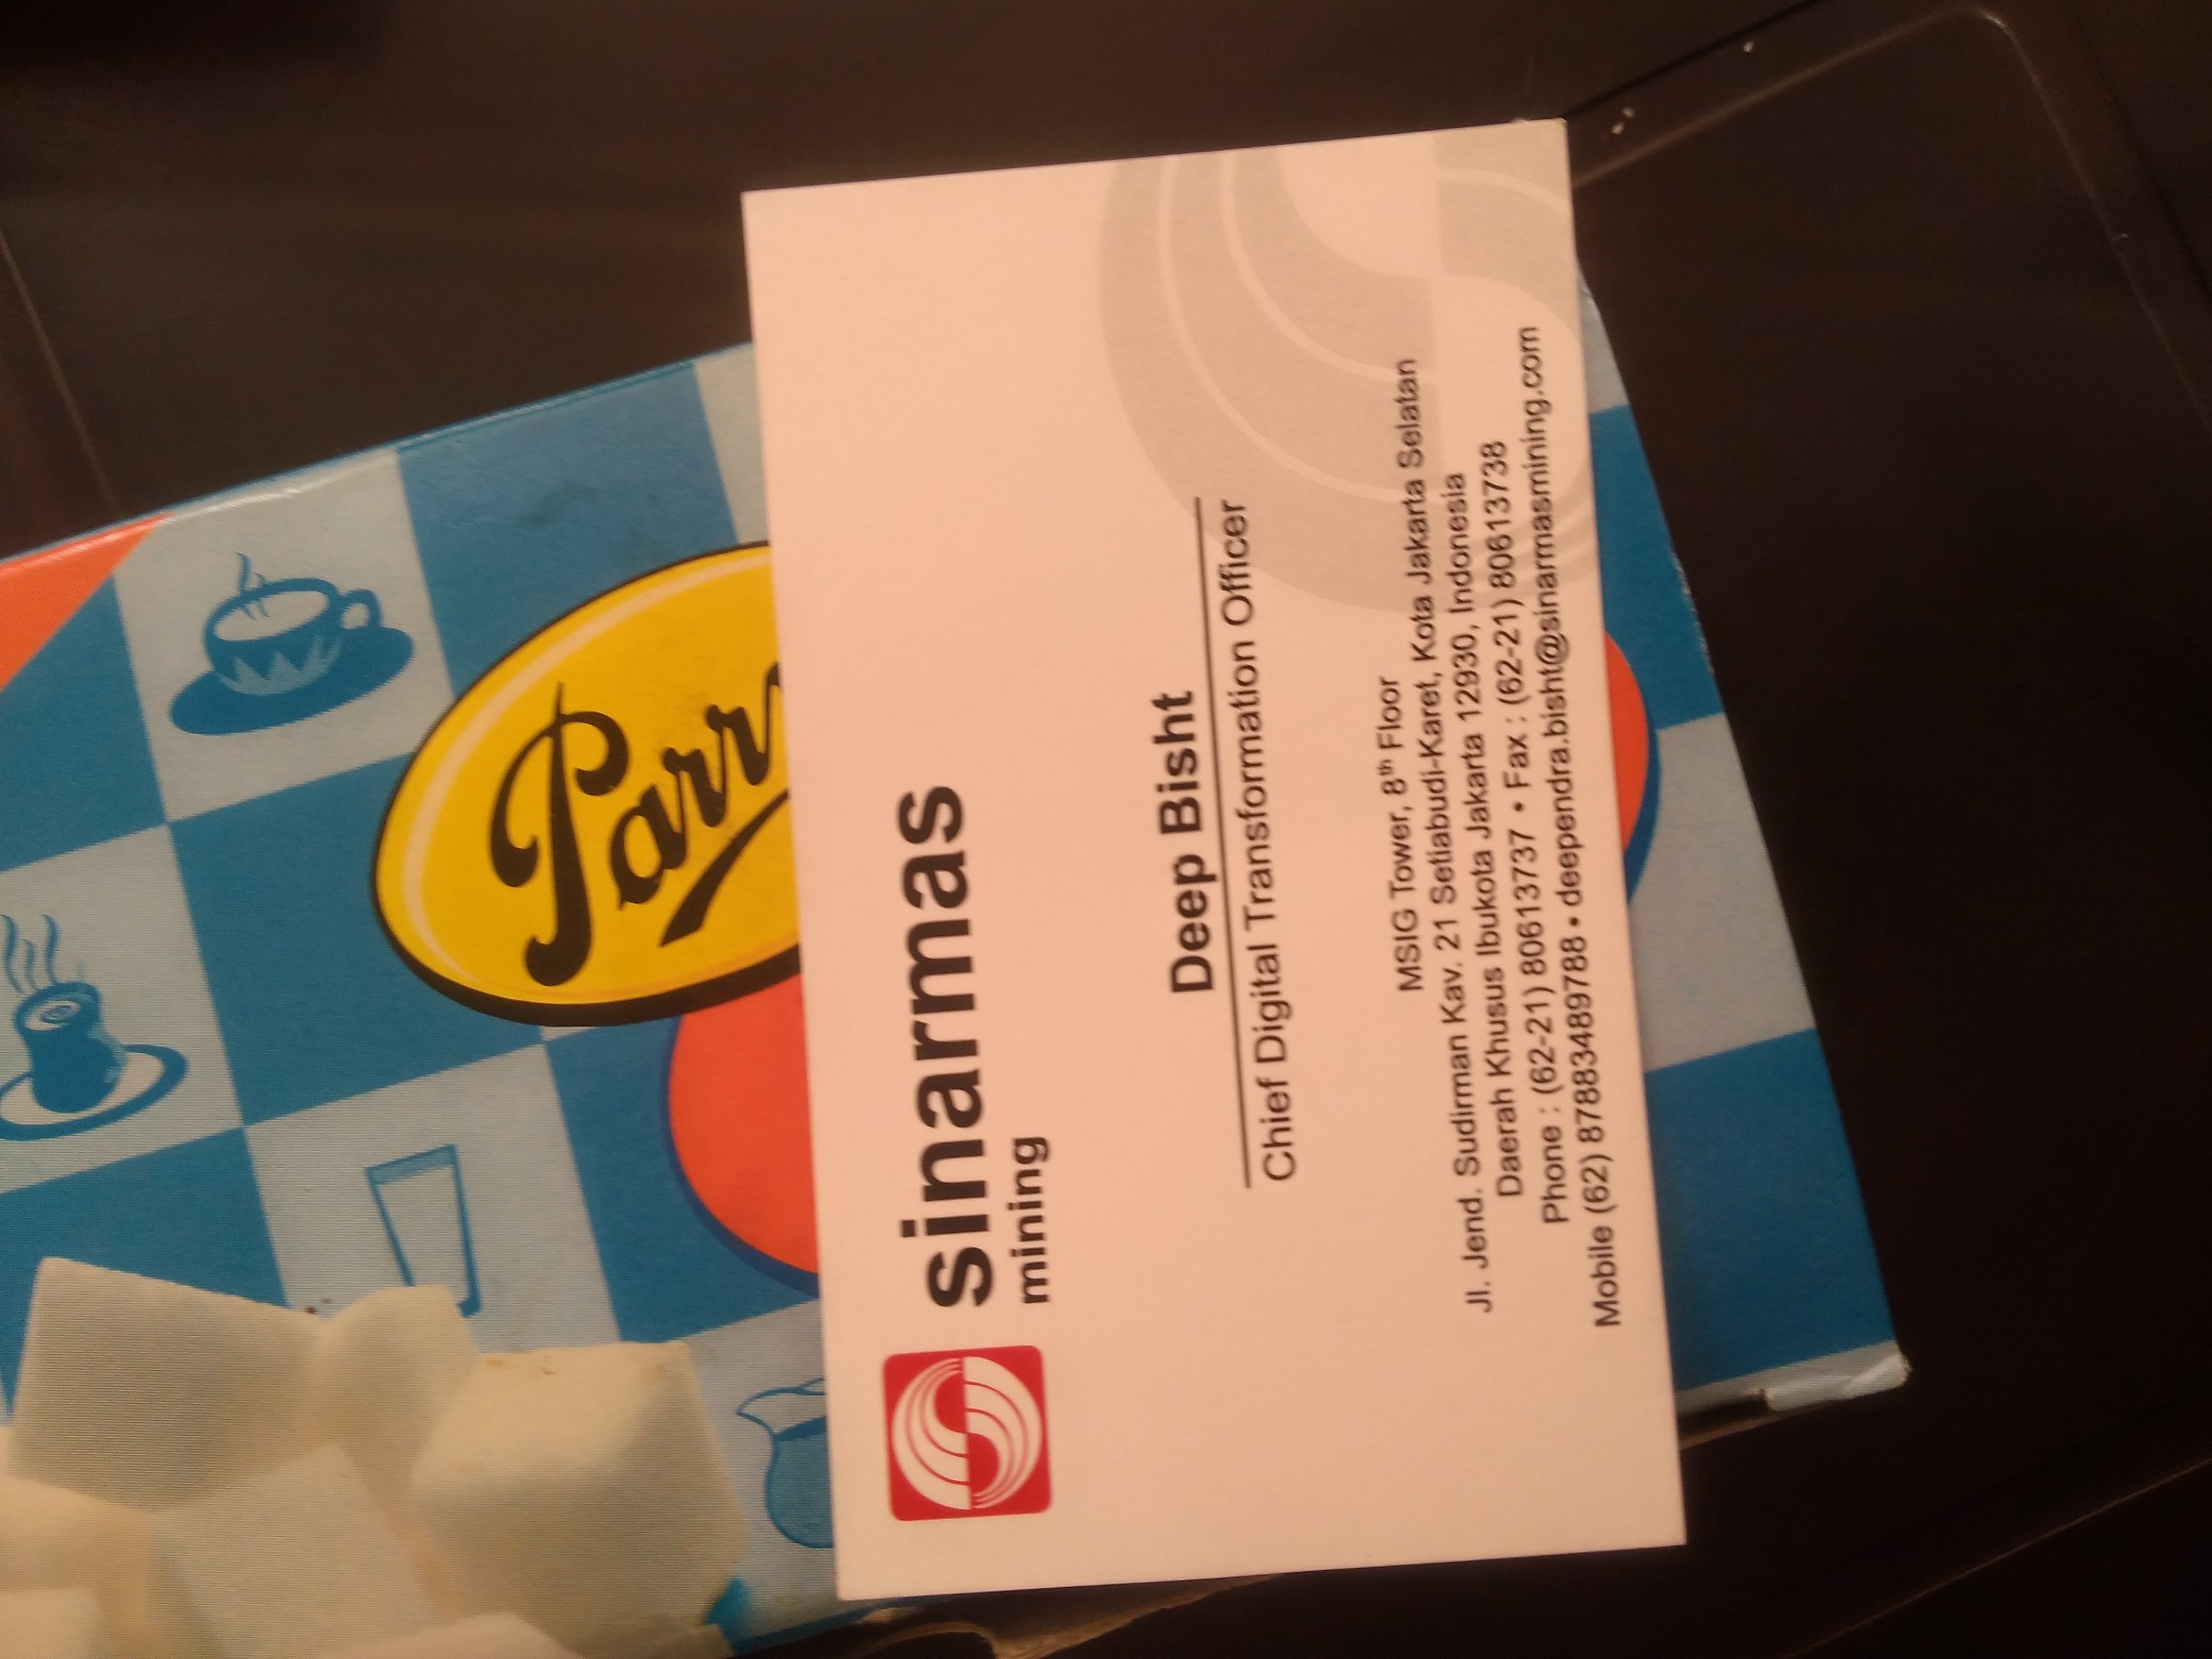 Parry
sinarmas
mining
Deep Bisht
Chief Digital Transformation Officer
MSIG Tower, 8th Floor
Jl. Jend. Sudirman Kav. 21 Setiabudi-Karet, Kota Jakarta Selatan
Daerah Khusus Ibukota Jakarta 12930, Indonesia
Phone : (62-21) 80613737 • Fax : (62-21) 80613738
Mobile (62) 87883489788 • deependra.bisht@sinarmasmining.com